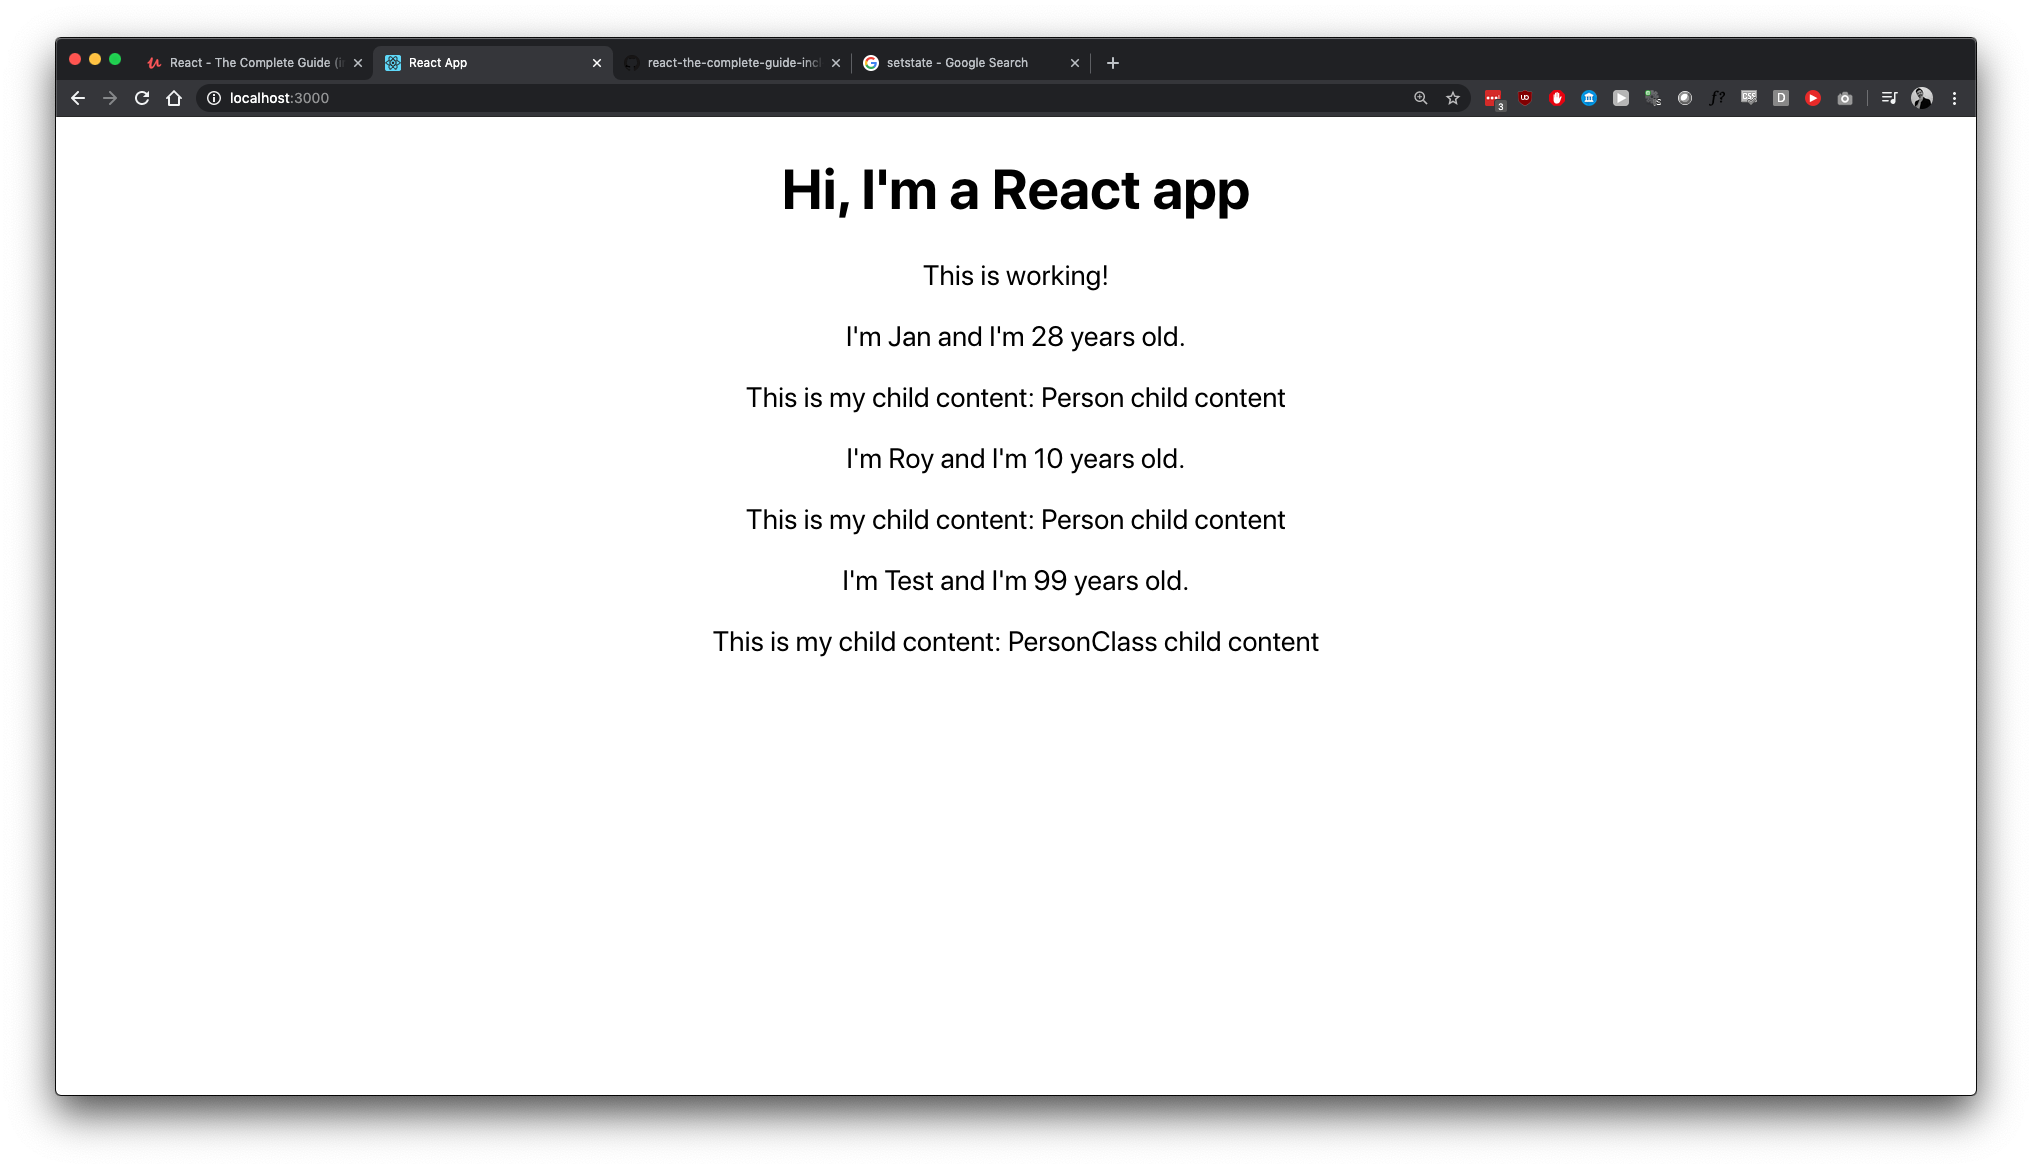 React - The Complete Guide (i
React App
react-the-complete-guide-incl
setstate - Google Search
localhost:3000
3
UD
S
f?
CSS
D
Hi, I'm a React app
This is working!
I'm Jan and I'm 28 years old.
This is my child content: Person child content
I'm Roy and I'm 10 years old.
This is my child content: Person child content
I'm Test and I'm 99 years old.
This is my child content: PersonClass child content